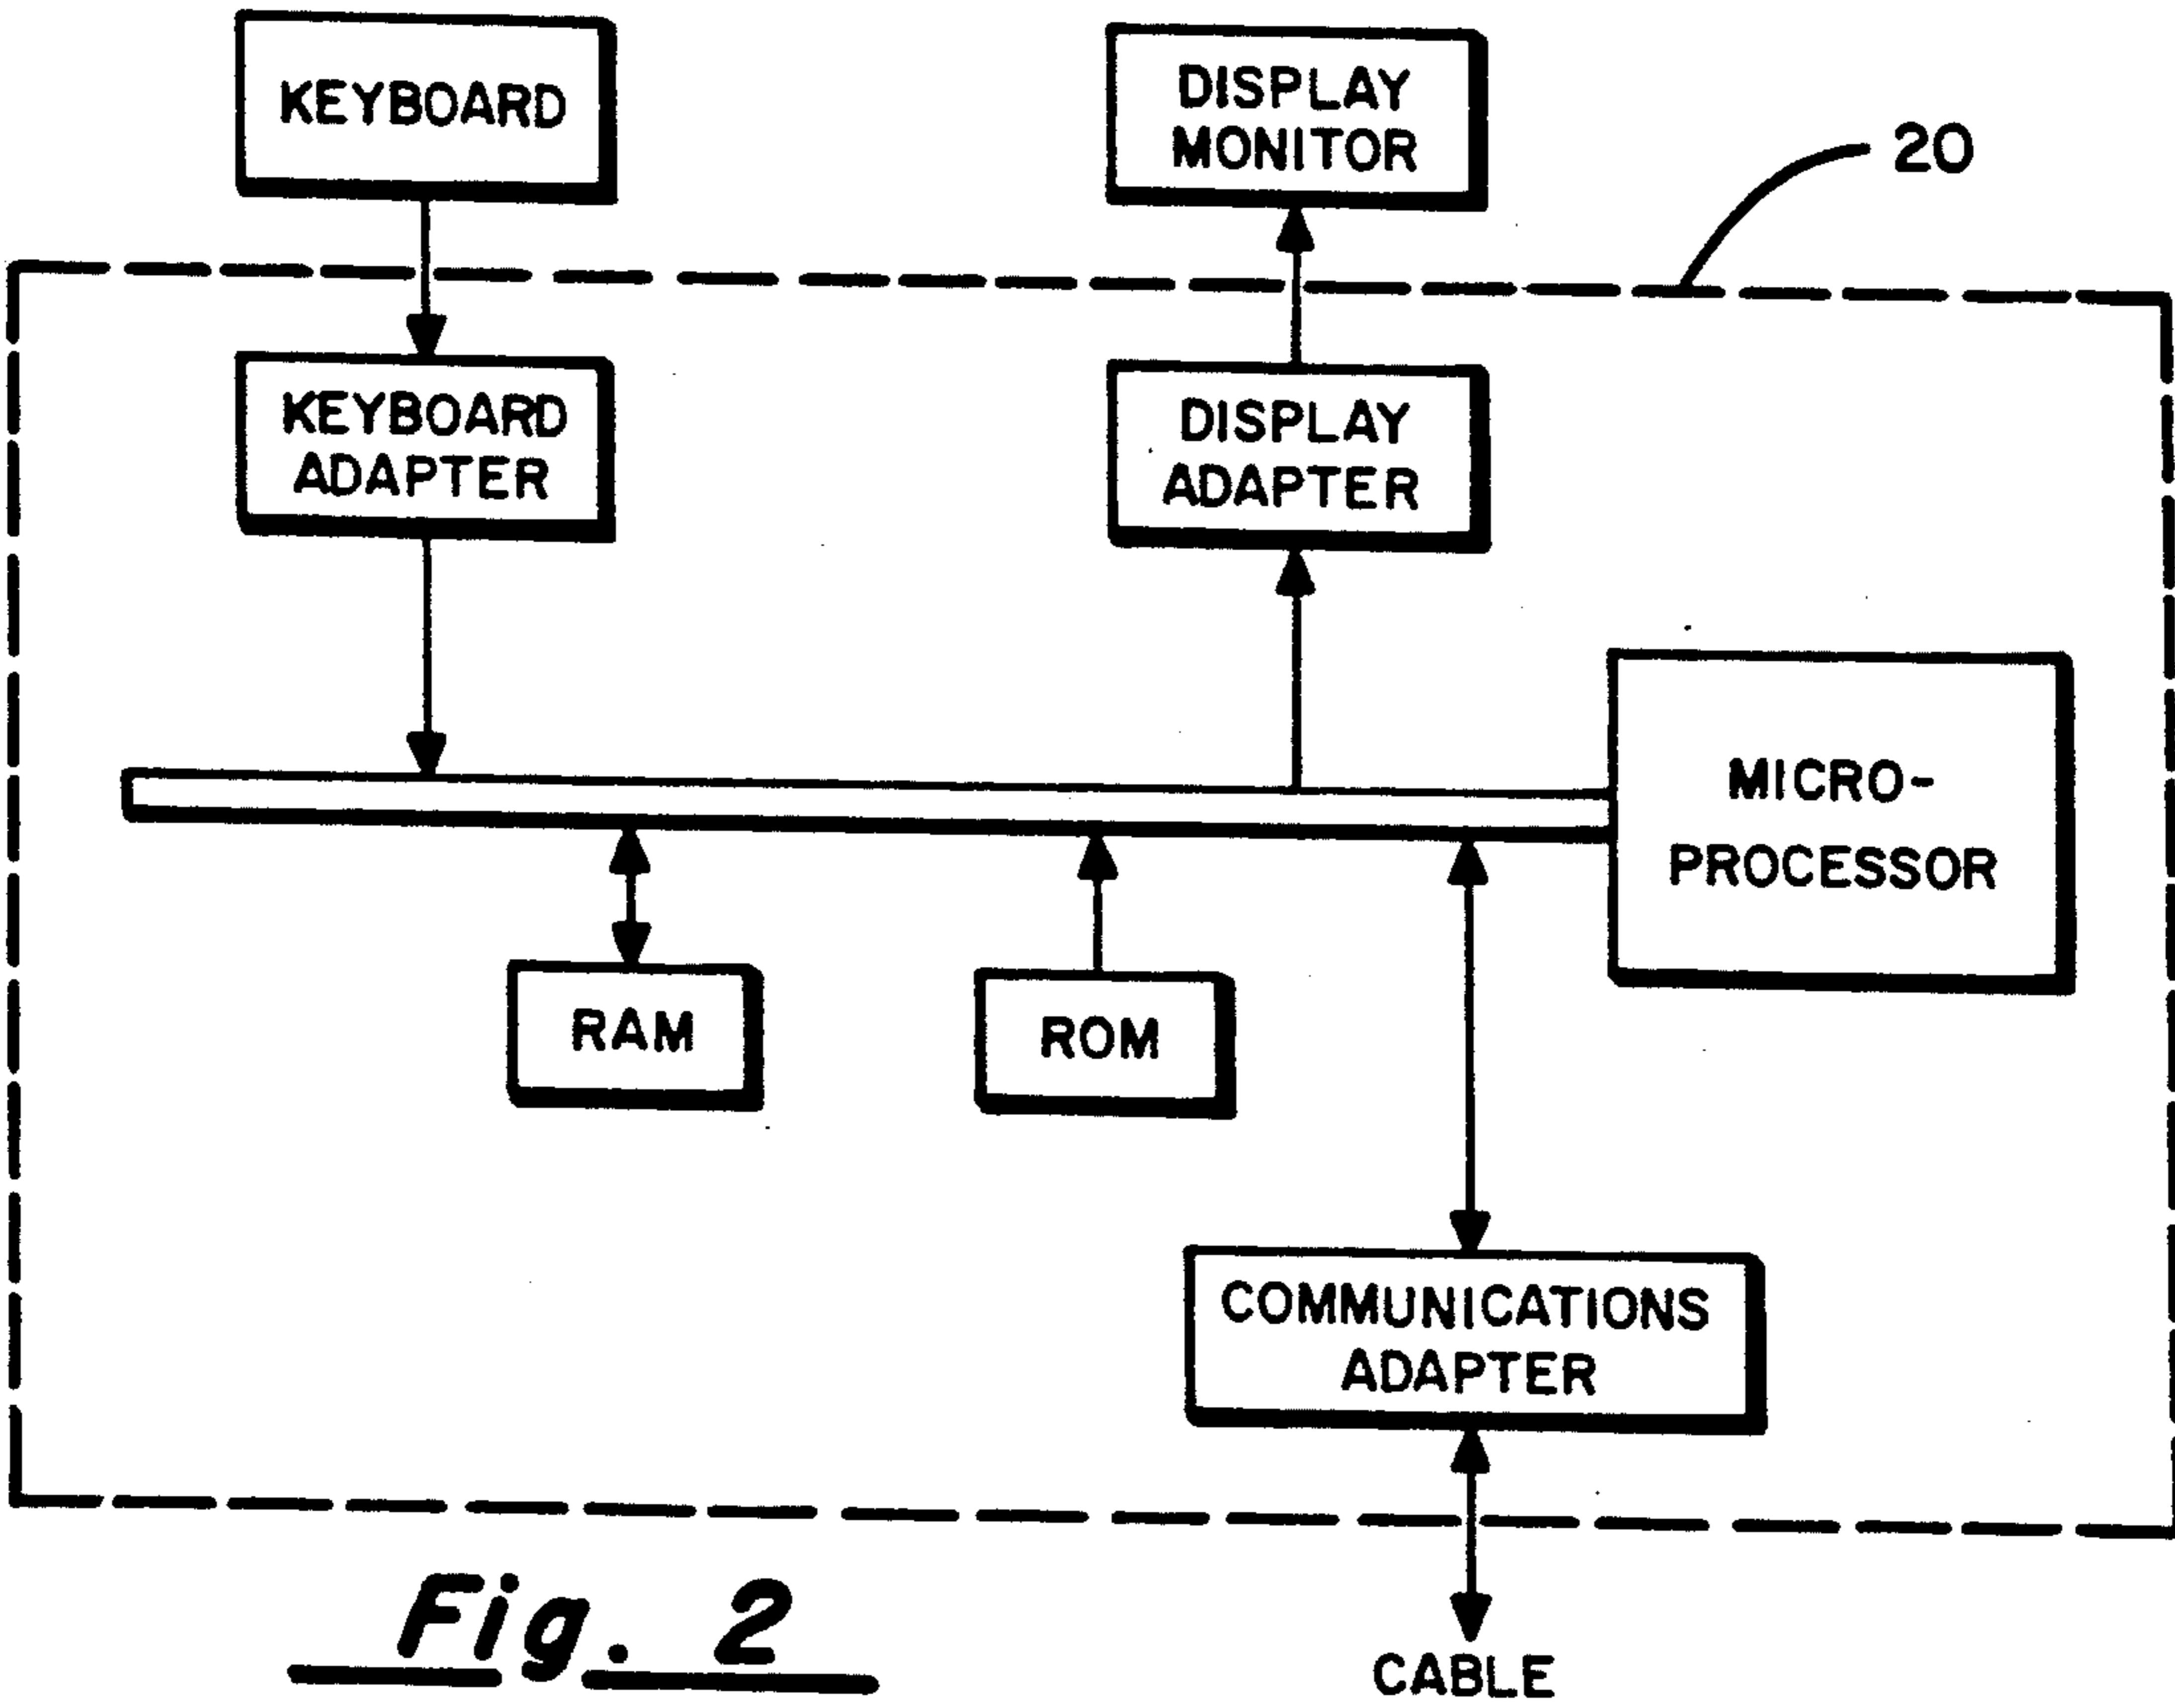 KEYBOARD
DISPLAY
MONITOR
20
KEYBOARD
ADAPTER
DISPLAY
ADAPTER
MICRO-
PROCESSOR
RAM
ROM
COMMUNICATIONS
ADAPTER
Fig. 2
CABLE